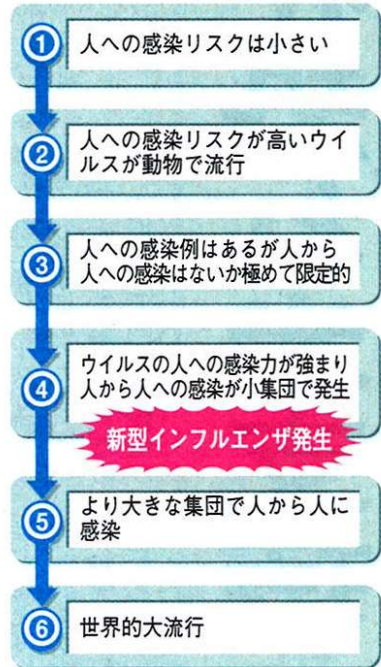 ① 人への感染リスクは小さい
② 人への感染リスクが高いウイ
ルスが動物で流行
③ 人への感染例はあるが人から
人への感染はないか極めて限定的
④ ウイルスの人への感染力が強まり
人から人への感染が小集団で発生
新型インフルエンザ発生
⑤ より大きな集団で人から人に
感染
⑥ 世界的大流行